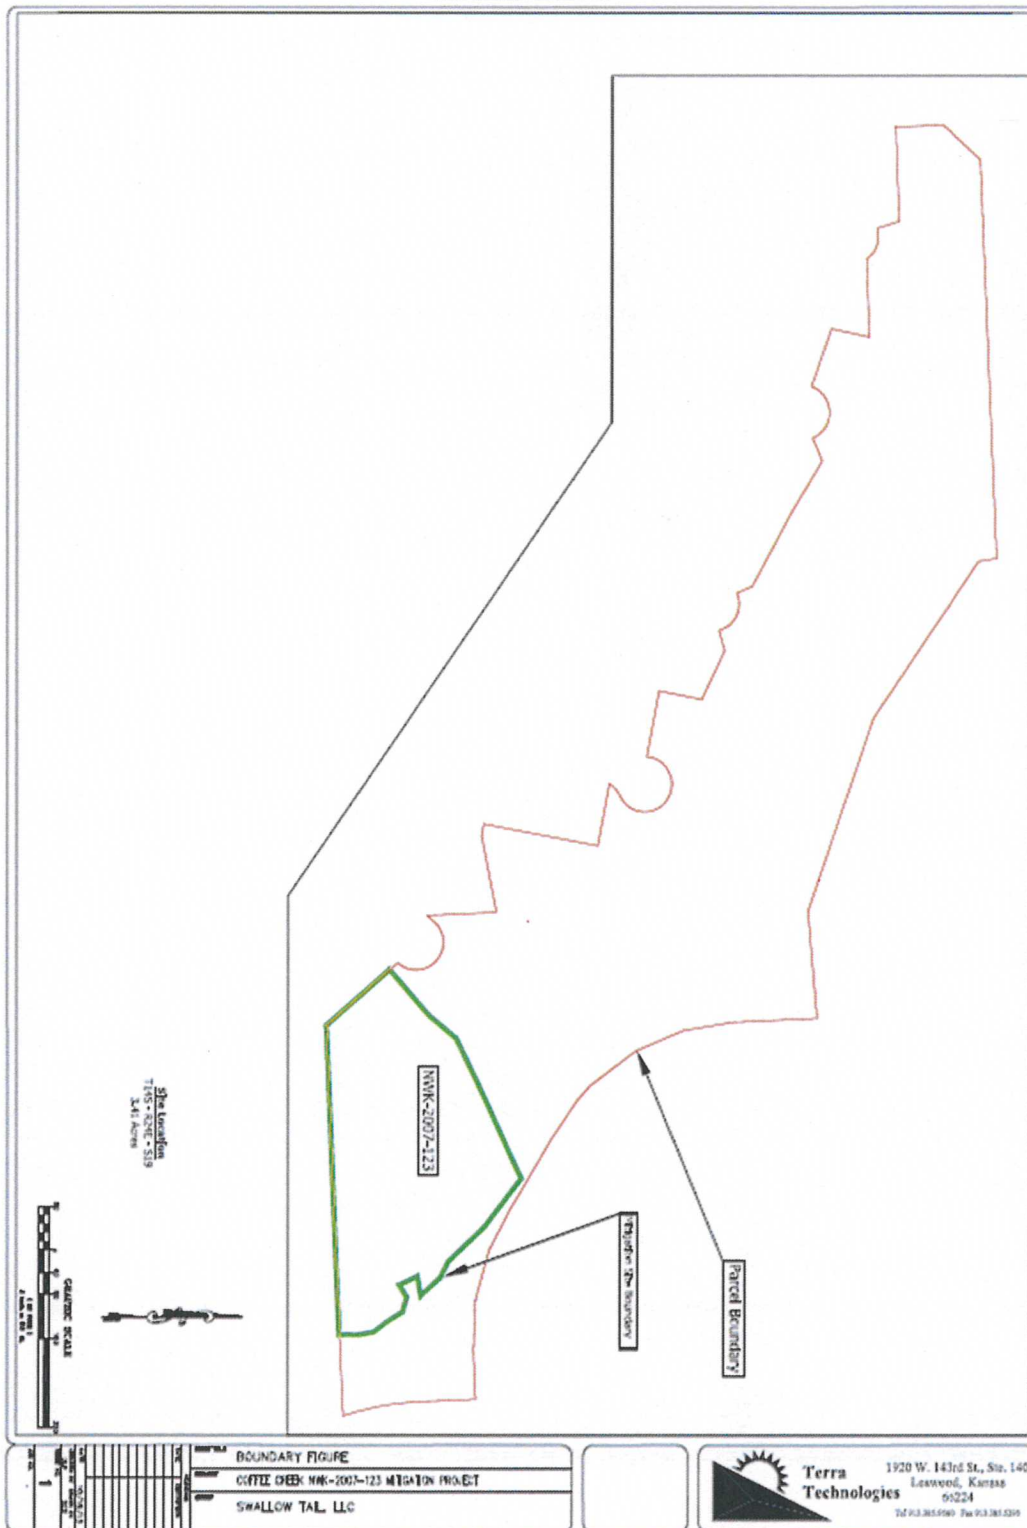 NWK-2007-123
Mitigation Site Boundary
Parcel Boundary
Site Location
T14S - R24E - S19
3.41 Acres
GRAPHIC SCALE
BOUNDARY FIGURE
COFFEE CREEK NWK-2007-123 MITIGATION PROJECT
SWALLOW TAIL LLC
1
Terra
Technologies
1920 W. 143rd St., Ste. 140
Leawood, Kansas
66224